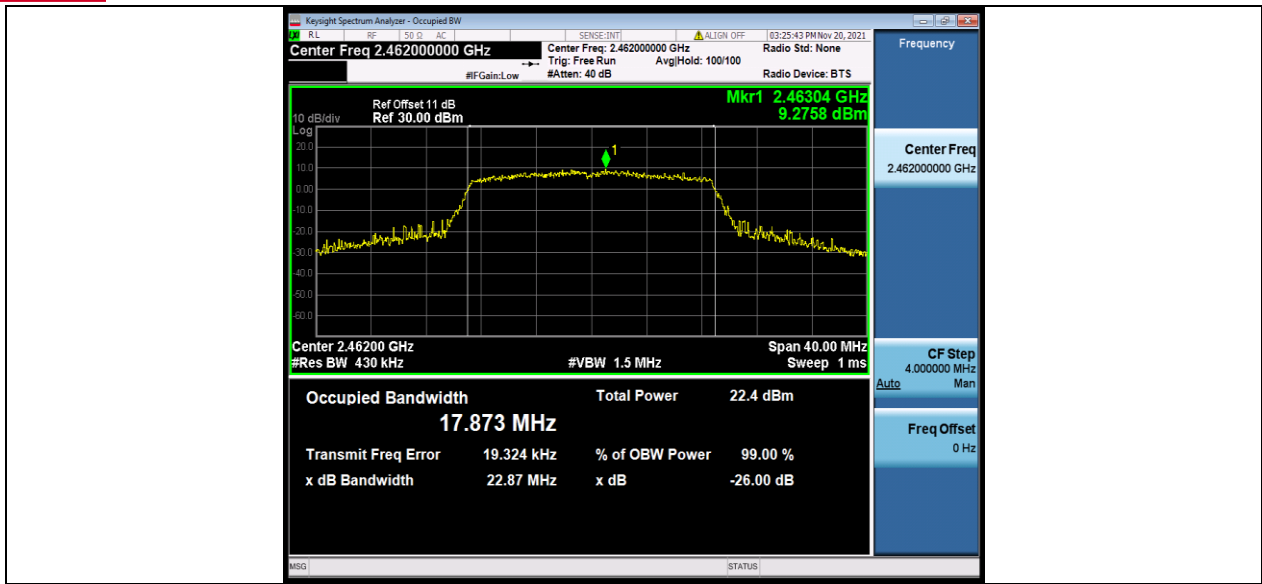 Keysight Spectrum Analyzer - Occupied BW
RL RF 50 Ω AC SENSE:INT ALIGN OFF 03:25:43 PM Nov 20, 2021
Center Freq 2.462000000 GHz
Center Freq: 2.462000000 GHz
Radio Std: None
Trig: Free Run Avg|Hold: 100/100
#IFGain:Low #Atten: 40 dB Radio Device: BTS
Frequency
Mkr1 2.46304 GHz
9.2758 dBm
Ref Offset 11 dB
10 dB/div Ref 30.00 dBm
Log
20.0
10.0
0.00
-10.0
-20.0
-30.0
-40.0
-50.0
-60.0
1
Center 2.46200 GHz Span 40.00 MHz
#Res BW 430 kHz #VBW 1.5 MHz Sweep 1 ms
Center Freq
2.462000000 GHz
CF Step
4.000000 MHz
Auto Man
Freq Offset
0 Hz
Occupied Bandwidth Total Power 22.4 dBm
17.873 MHz
Transmit Freq Error 19.324 kHz % of OBW Power 99.00 %
x dB Bandwidth 22.87 MHz x dB -26.00 dB
MSG STATUS